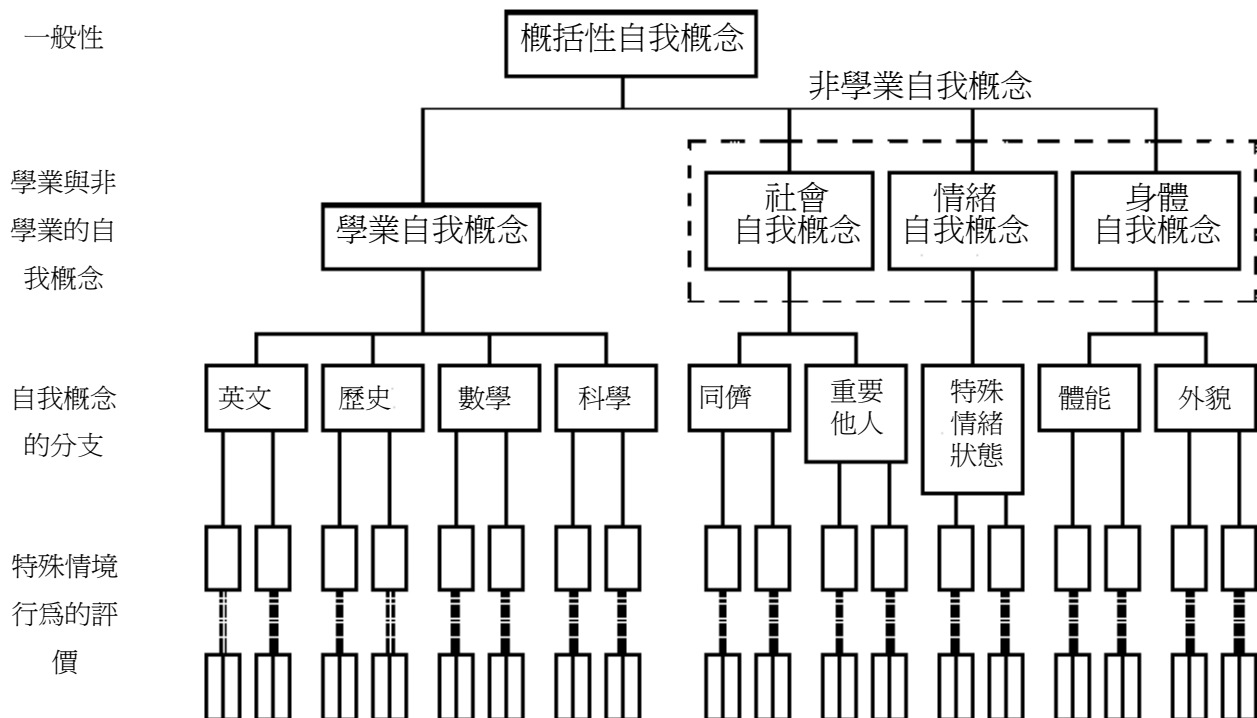 一般性
概括性自我概念
非學業自我概念
學業與非
學業的自
我概念
學業自我概念
社會
自我概念
情緒
自我概念
身體
自我概念
自我概念
的分支
英文
歷史
數學
科學
同儕
重要
他人
特殊
情緒
狀態
體能
外貌
特殊情境
行為的評
價